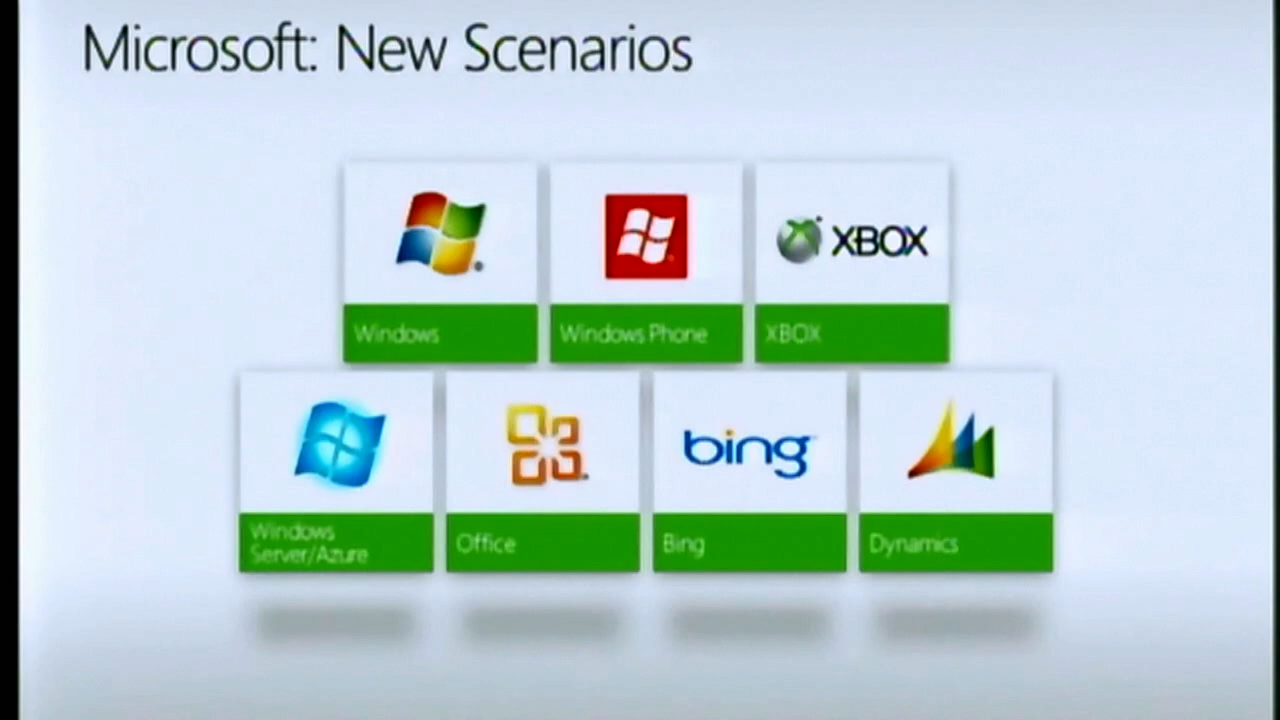 Microsoft: New Scenarios
XBOX
Windows
Windows Phone
XBOX
bing
Windows
Server/Azure
Office
Bing
Dynamics